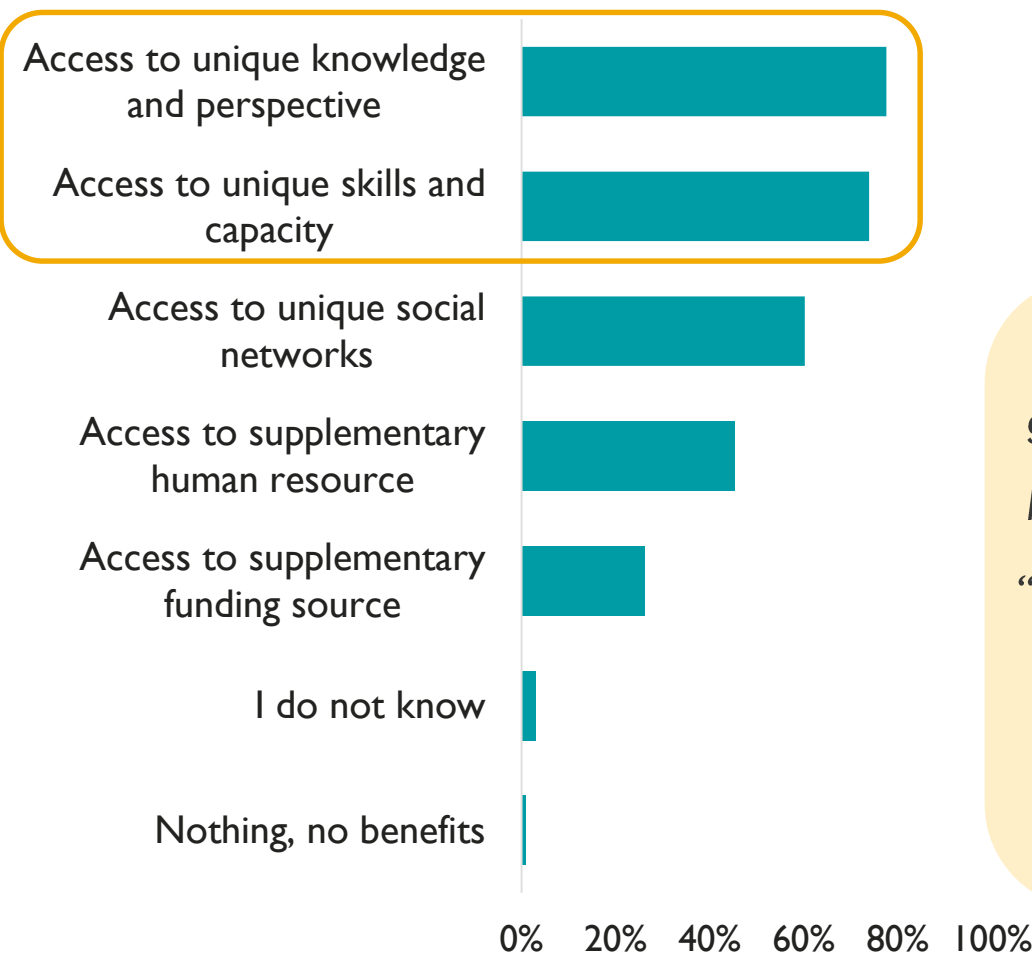 Access to unique knowledge
and perspective
Access to unique skills and
capacity
Access to unique social
networks
Access to supplementary
human resource
Access to supplementary
funding source
I do not know
Nothing, no benefits
0% 20% 40% 60% 80% 100%